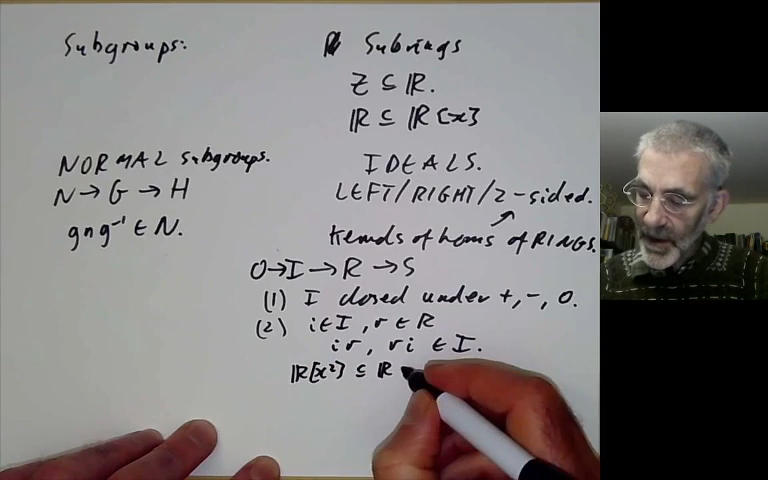 Subgroups:
Subrings
Z ⊆ ℝ.
ℝ ⊆ ℝ[x]
NORMAL subgroups.
N → G → H
gng⁻¹ ∈ N.
IDEALS.
LEFT/RIGHT/2-sided.
Kernels of homs of RINGS.
0→I→R→S
(1) I closed under +, -, 0.
(2) i∈I, r∈R
ir, ri ∈ I.
ℝ[x²] ⊆ ℝ